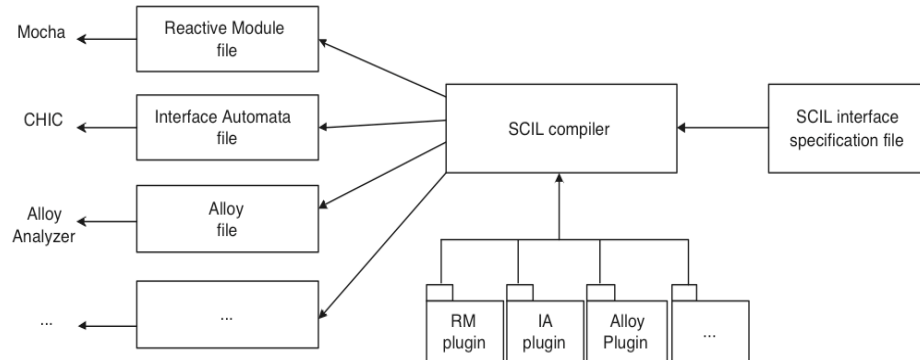 Mocha
Reactive Module
file
CHIC
Interface Automata
file
Alloy
Analyzer
Alloy
file
...
...
SCIL compiler
SCIL interface
specification file
RM
plugin
IA
plugin
Alloy
Plugin
...